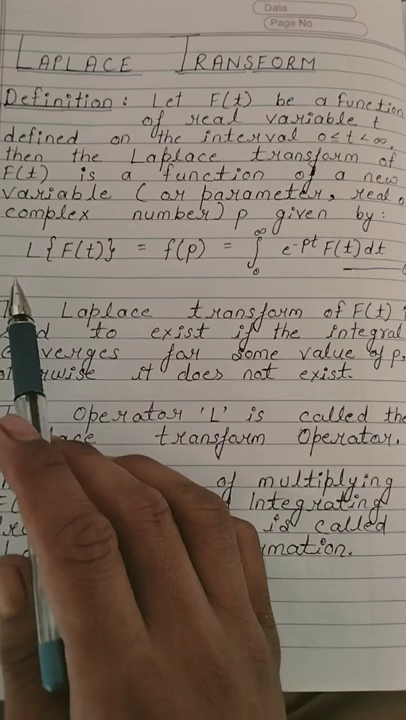 Date
Page No
LAPLACE TRANSFORM
Definition: Let F(t) be a function
of real variable t
defined on the interval 0≤t<∞,
then the Laplace transform of
F(t) is a function of a new
variable (or parameter, real o
complex number) p given by:
L{F(t)} = f(p) = ∫₀^∞ e^-pt F(t) dt
Laplace transform of F(t)
to exist if the integral
for some value of p.
it does not exist.
Operator 'L' is called the
transform Operator.
of multiplying
Integrating
is called